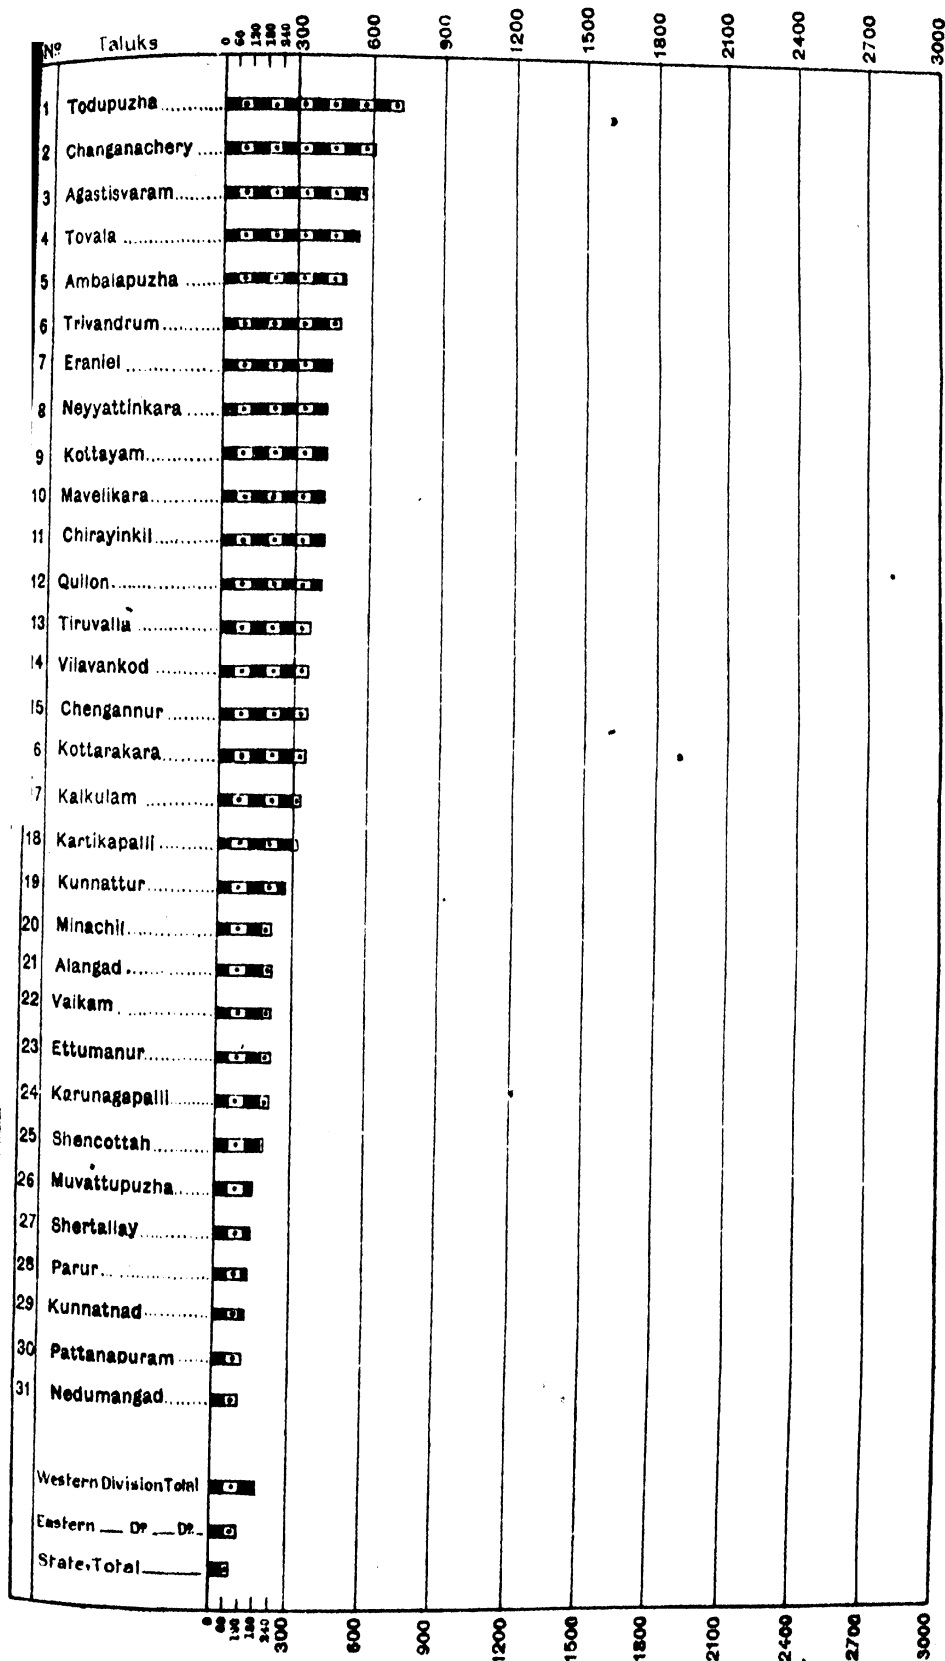 Nº Taluks 0 60 120 180 240 300 600 900 1200 1500 1800 2100 2400 2700 3000
1 Todupuzha ...........
2 Changanachery .....
3 Agastisvaram.........
4 Tovala ...............
5 Ambalapuzha ......
6 Trivandrum..........
7 Eraniel ...............
8 Neyyattinkara ......
9 Kottayam............
10 Mavelikara...........
11 Chirayinkil..........
12 Quilon................
13 Tiruvalla ............
14 Vilavankod ..........
15 Chengannur .........
6 Kottarakara..........
7 Kalkulam ..........
18 Kartikapalli ..........
19 Kunnattur............
20 Minachil..............
21 Alangad ..............
22 Vaikam ...............
23 Ettumanur............
24 Karunagapalli.........
25 Shencottah ..........
26 Muvattupuzha......
27 Shertallay............
28 Parur.................
29 Kunnatnad...........
30 Pattanapuram ......
31 Nedumangad........
Western Division Total
Eastern __ Dº __ Dº.
State, Total
0 60 120 180 240 300 600 900 1200 1500 1800 2100 2400 2700 3000